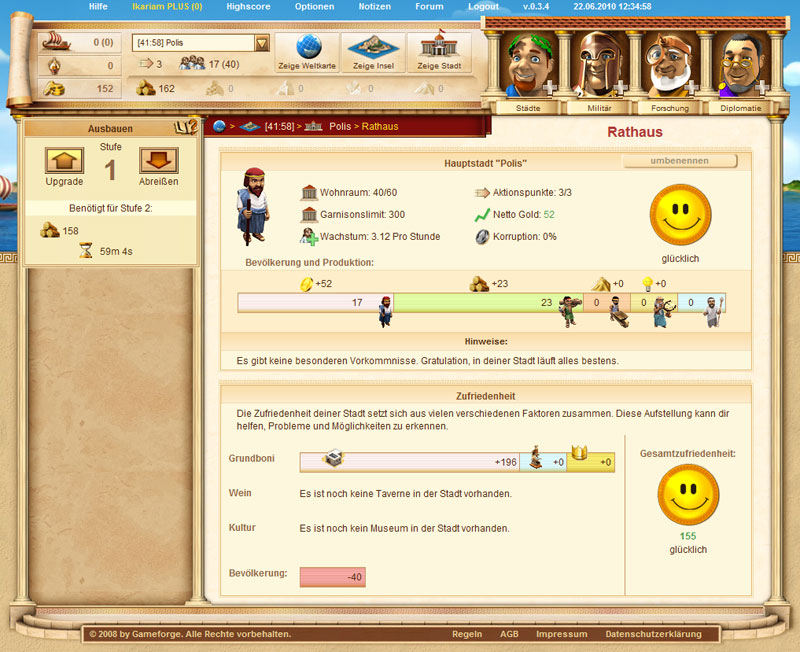 Hilfe Ikariam PLUS (0) Highscore Optionen Notizen Forum Logout v.0.3.4 22.06.2010 12:34:58
0 (0)
[41:58] Polis
0
3
17 (40)
152
162
0
0
0
0
Zeige Weltkarte
Zeige Insel
Zeige Stadt
Städte
Militär
Forschung
Diplomatie
Ausbauen
Stufe
1
Upgrade
Abreißen
Benötigt für Stufe 2:
158
59m 4s
> [41:58] > Polis > Rathaus
Rathaus
Hauptstadt "Polis"
umbenennen
Wohnraum: 40/60
Aktionspunkte: 3/3
Garnisonslimit: 300
Netto Gold: 52
Wachstum: 3.12 Pro Stunde
Korruption: 0%
glücklich
Bevölkerung und Produktion:
+52
+23
+0
+0
17
23
0
0
0
Hinweise:
Es gibt keine besonderen Vorkommnisse. Gratulation, in deiner Stadt läuft alles bestens.
Zufriedenheit
Die Zufriedenheit deiner Stadt setzt sich aus vielen verschiedenen Faktoren zusammen. Diese Aufstellung kann dir
helfen, Probleme und Möglichkeiten zu erkennen.
Grundboni
+196
+0
+0
Gesamtzufriedenheit:
Wein
Es ist noch keine Taverne in der Stadt vorhanden.
Kultur
Es ist noch kein Museum in der Stadt vorhanden.
155
glücklich
Bevölkerung:
-40
© 2008 by Gameforge. Alle Rechte vorbehalten.
Regeln AGB Impressum Datenschutzerklärung